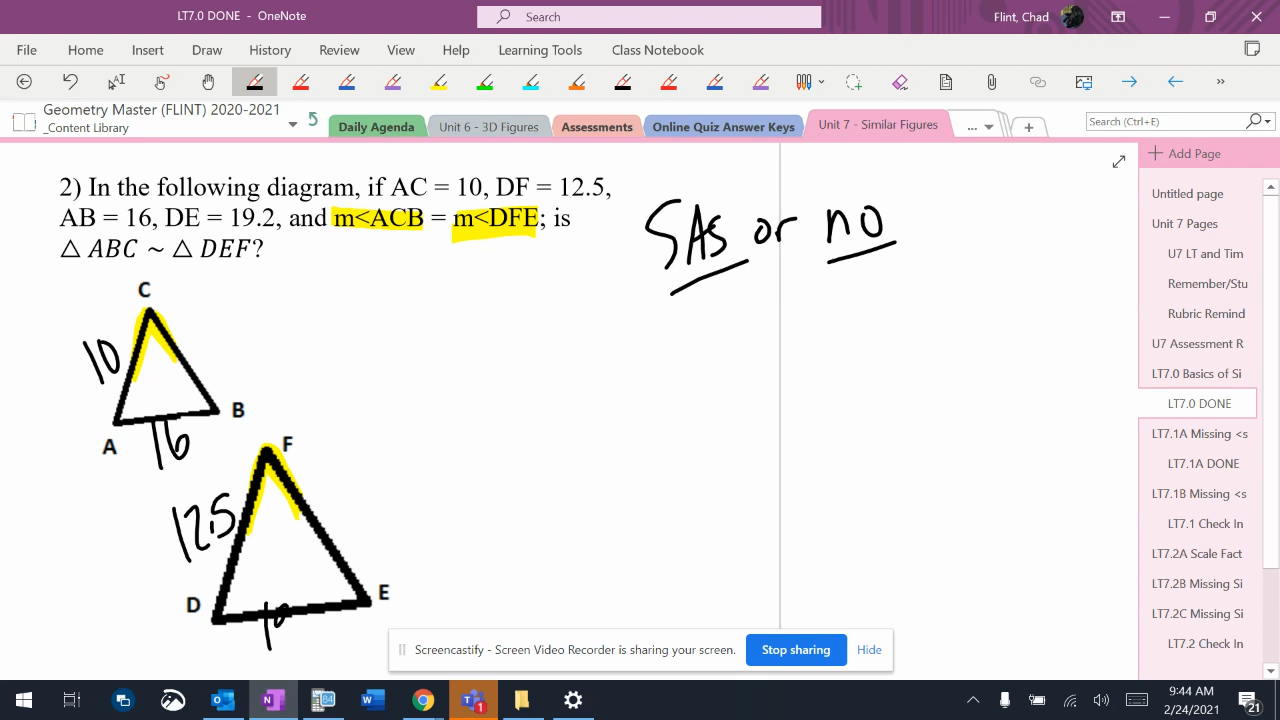 LT7.0 DONE - OneNote
Search
Flint, Chad
File Home Insert Draw History Review View Help Learning Tools Class Notebook
Geometry Master (FLINT) 2020-2021
_Content Library
Daily Agenda
Unit 6 - 3D Figures
Assessments
Online Quiz Answer Keys
Unit 7 - Similar Figures
...
Search (Ctrl+E)
Add Page
2) In the following diagram, if AC = 10, DF = 12.5,
AB = 16, DE = 19.2, and m<ACB = m<DFE; is
△ ABC ~ △ DEF?
SAS or no
C
10
A
16
B
F
12.5
D
E
Untitled page
Unit 7 Pages
U7 LT and Tim
Remember/Stu
Rubric Remind
U7 Assessment R
LT7.0 Basics of Si
LT7.0 DONE
LT7.1A Missing <s
LT7.1A DONE
LT7.1B Missing <s
LT7.1 Check In
LT7.2A Scale Fact
LT7.2B Missing Si
LT7.2C Missing Si
LT7.2 Check In
Screencastify - Screen Video Recorder is sharing your screen.
Stop sharing
Hide
84
1
9:44 AM
2/24/2021
21